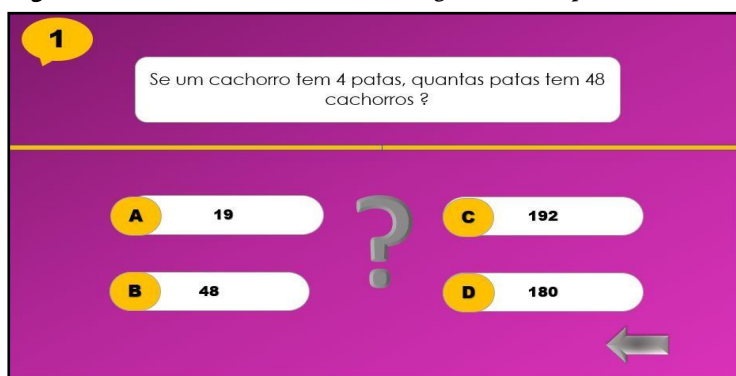 1
Se um cachorro tem 4 patas, quantas patas tem 48
cachorros ?
A 19
B 48
?
C 192
D 180